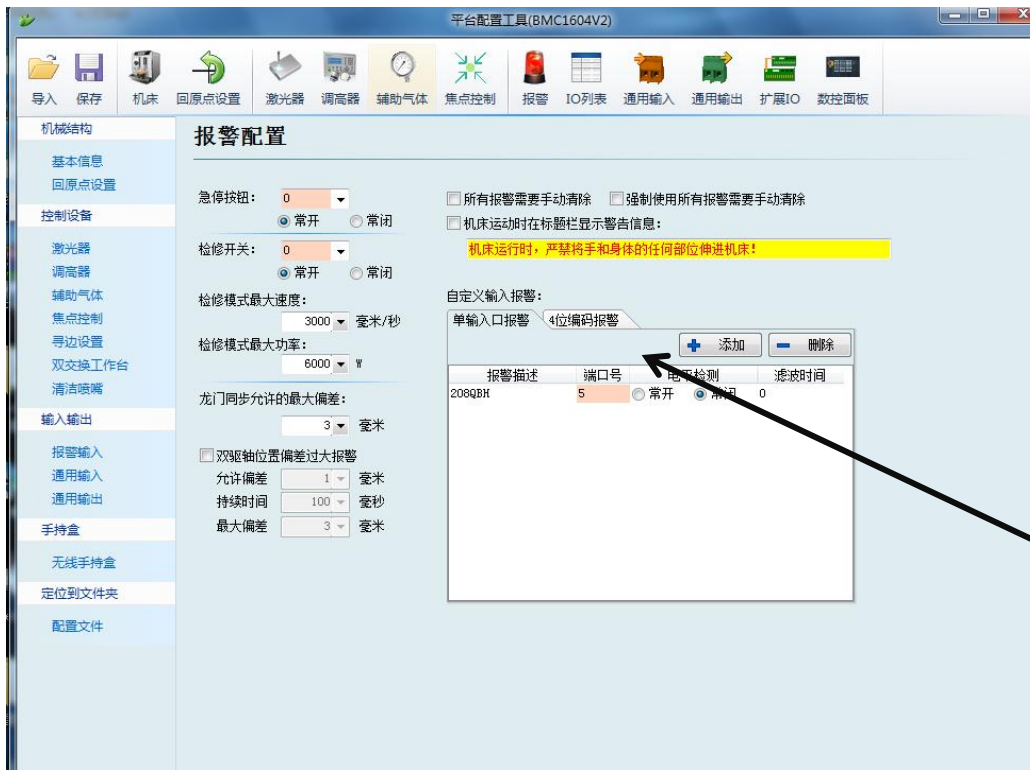 平台配置工具(BMC1604V2)
导入 保存 机床 回原点设置 激光器 调高器 辅助气体 焦点控制 报警 IO列表 通用输入 通用输出 扩展IO 数控面板
机械结构
基本信息
回原点设置
控制设备
激光器
调高器
辅助气体
焦点控制
寻边设置
双交换工作台
清洁喷嘴
输入输出
报警输入
通用输入
通用输出
手持盒
无线手持盒
定位到文件夹
配置文件
报警配置
急停按钮： 0
常开 常闭
检修开关： 0
常开 常闭
检修模式最大速度：
3000 毫米/秒
检修模式最大功率：
6000 W
龙门同步允许的最大偏差：
3 毫米
双驱轴位置偏差过大报警
允许偏差 1 毫米
持续时间 100 毫秒
最大偏差 3 毫米
所有报警需要手动清除 强制使用所有报警需要手动清除
机床运动时在标题栏显示警告信息：
机床运行时，严禁将手和身体的任何部位伸进机床！
自定义输入报警：
单输入口报警 4位编码报警
添加 删除
报警描述 端口号 电平检测 滤波时间
208QBH 5 常开 常闭 0